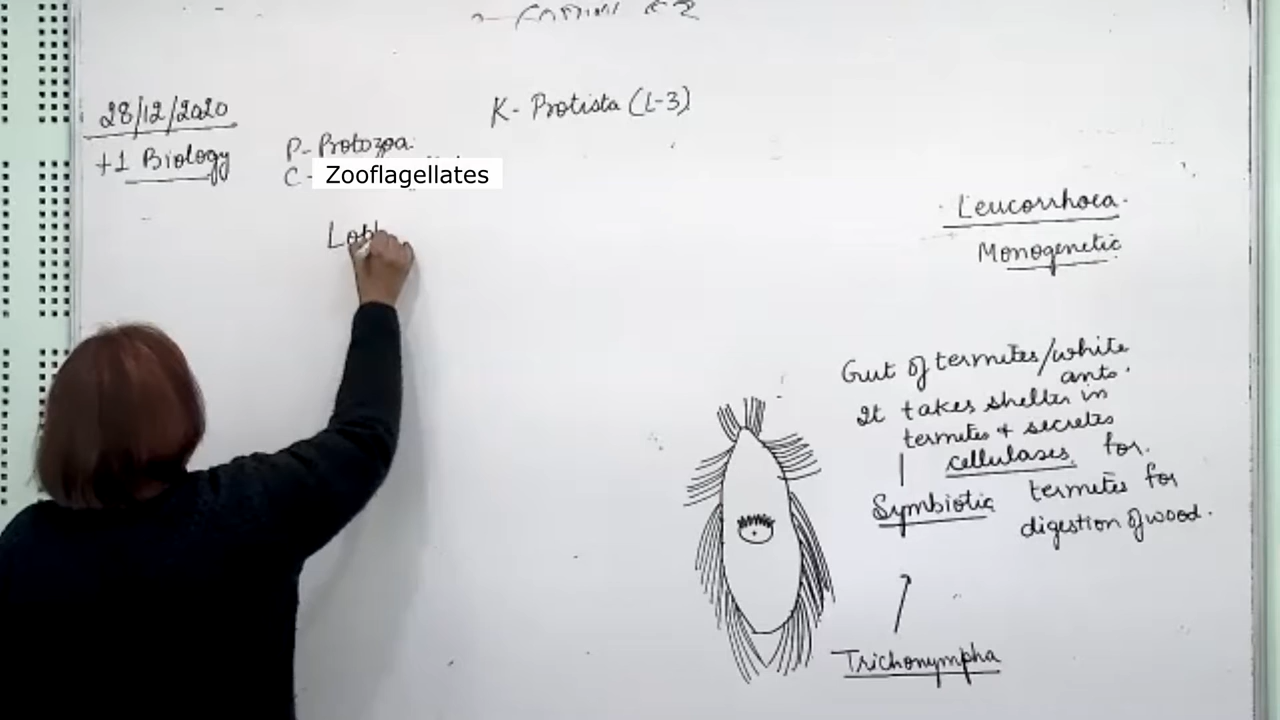 28/12/2020
+1 Biology
K- Protista (L-3)
P- Protozoa.
C- Zooflagellates
Leucorrhoea.
Monogenetic
Gut of termites/white
ants.
It takes shelter in
termites & secretes
cellulases for
Symbiotic termites for
digestion of wood.
Trichonympha